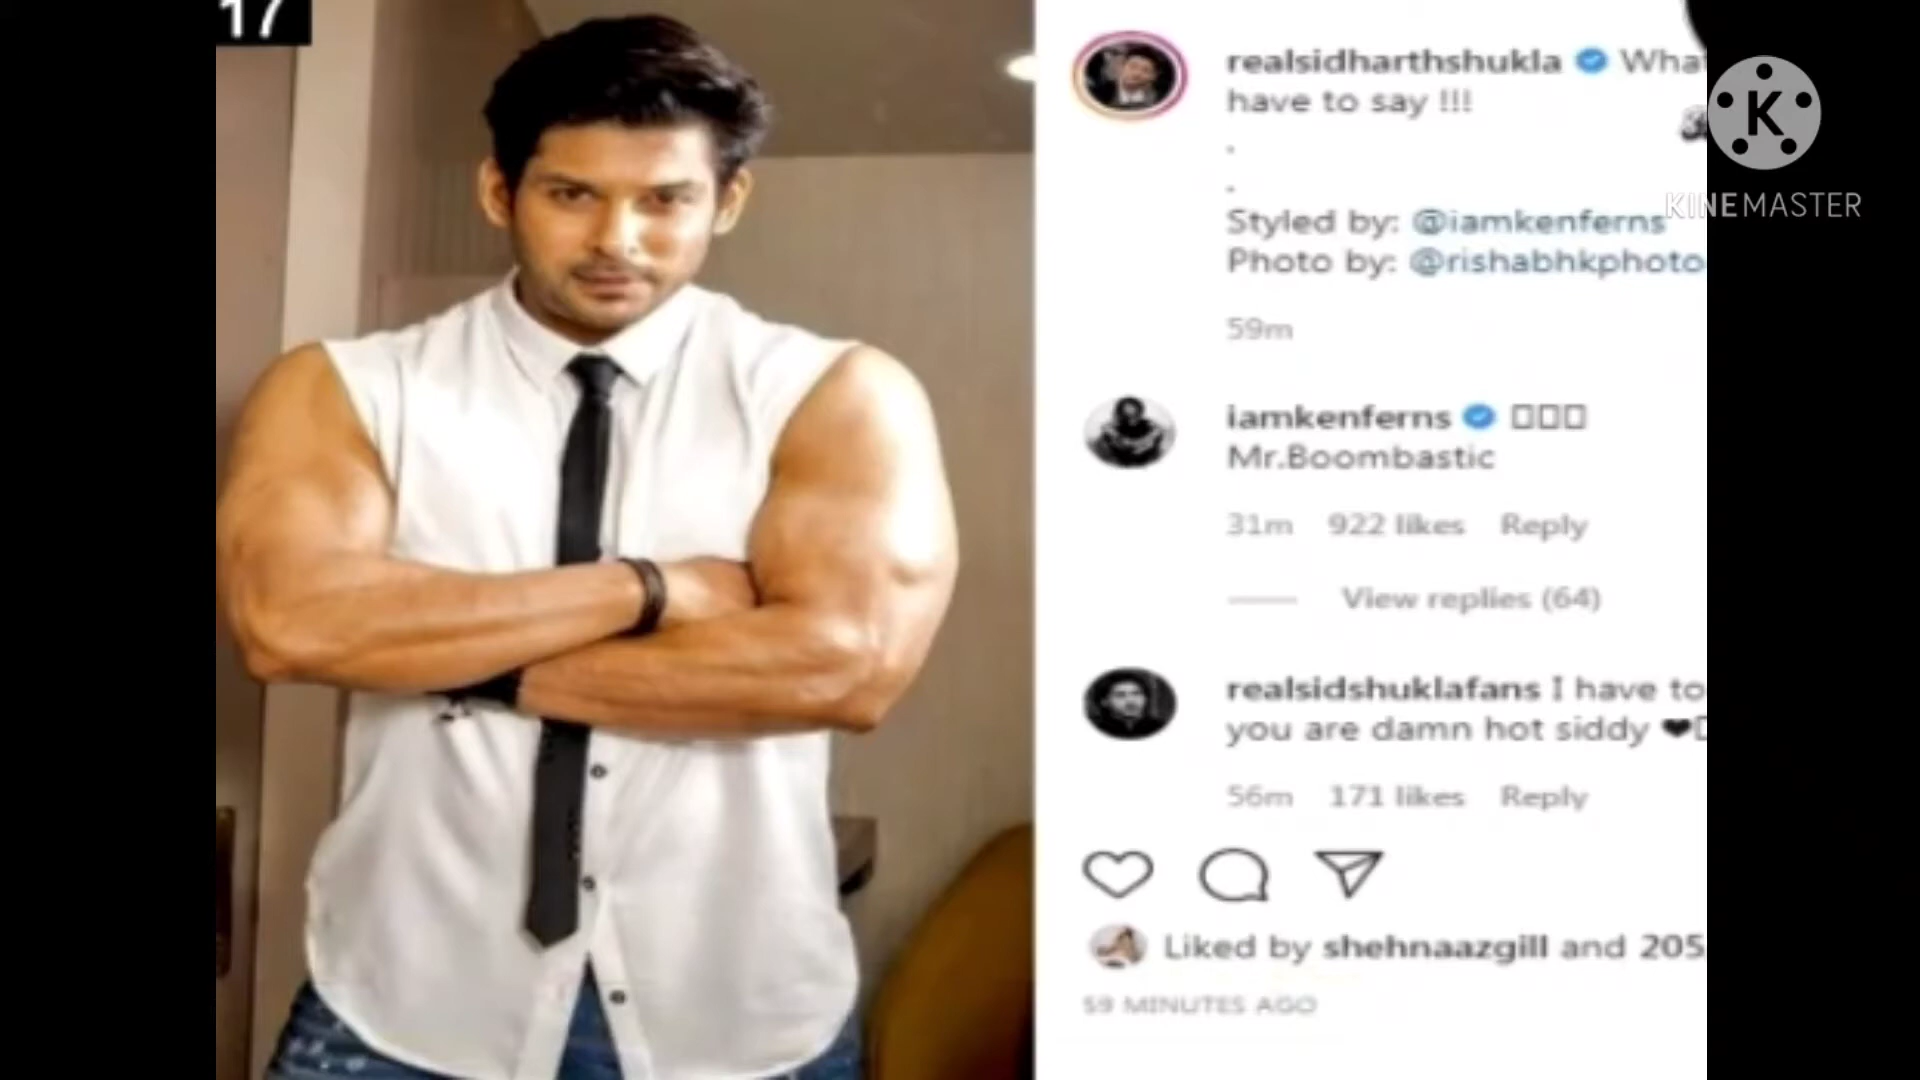 17
realsidharthshukla
have to say !!!
.
.
Styled by: @iamkenferns
Photo by: @rishabhkphoto
59m
iamkenferns
Mr.Boombastic
31m 922 likes Reply
View replies (64)
realsidshuklafans I have to
you are damn hot siddy ❤
56m 171 likes Reply
Liked by shehnaazgill and 205
59 MINUTES AGO
K
KINEMASTER